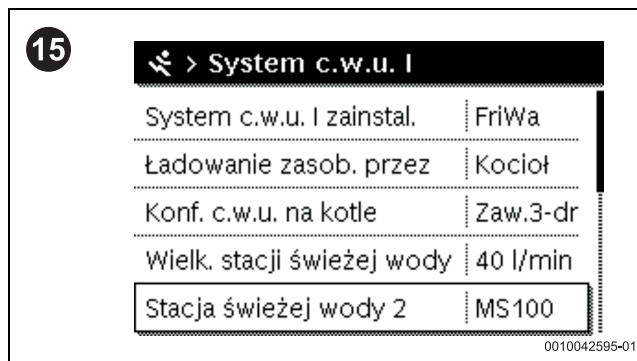 15
> System c.w.u. I
System c.w.u. I zainstal. FriWa
Ładowanie zasob. przez Kocioł
Konf. c.w.u. na kotle Zaw.3-dr
Wielk. stacji świeżej wody 40 l/min
Stacja świeżej wody 2 MS100
0010042595-01